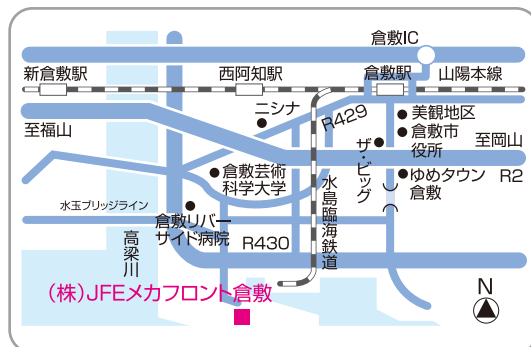 倉敷IC
新倉敷駅
西阿知駅
倉敷駅
山陽本線
ニシナ
R429
美観地区
倉敷市
役所
至福山
至岡山
ザ・ビッグ
倉敷芸術
科学大学
ゆめタウン
倉敷
R2
水玉ブリッジライン
倉敷リバー
サイド病院
水島臨海鉄道
高梁川
R430
(株)JFEメカフロント倉敷
N